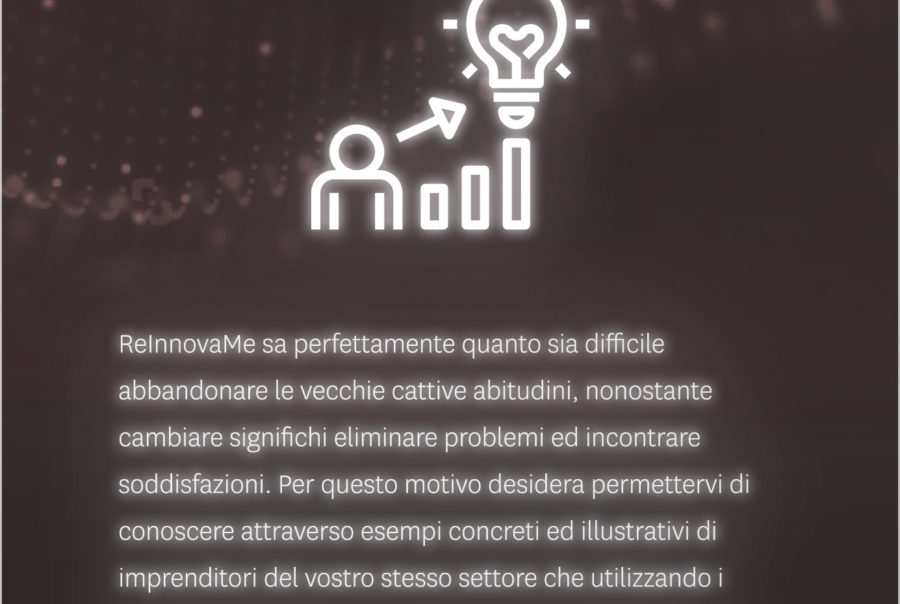 ReInnovaMe sa perfettamente quanto sia difficile
abbandonare le vecchie cattive abitudini, nonostante
cambiare significhi eliminare problemi ed incontrare
soddisfazioni. Per questo motivo desidera permettervi di
conoscere attraverso esempi concreti ed illustrativi di
imprenditori del vostro stesso settore che utilizzando i